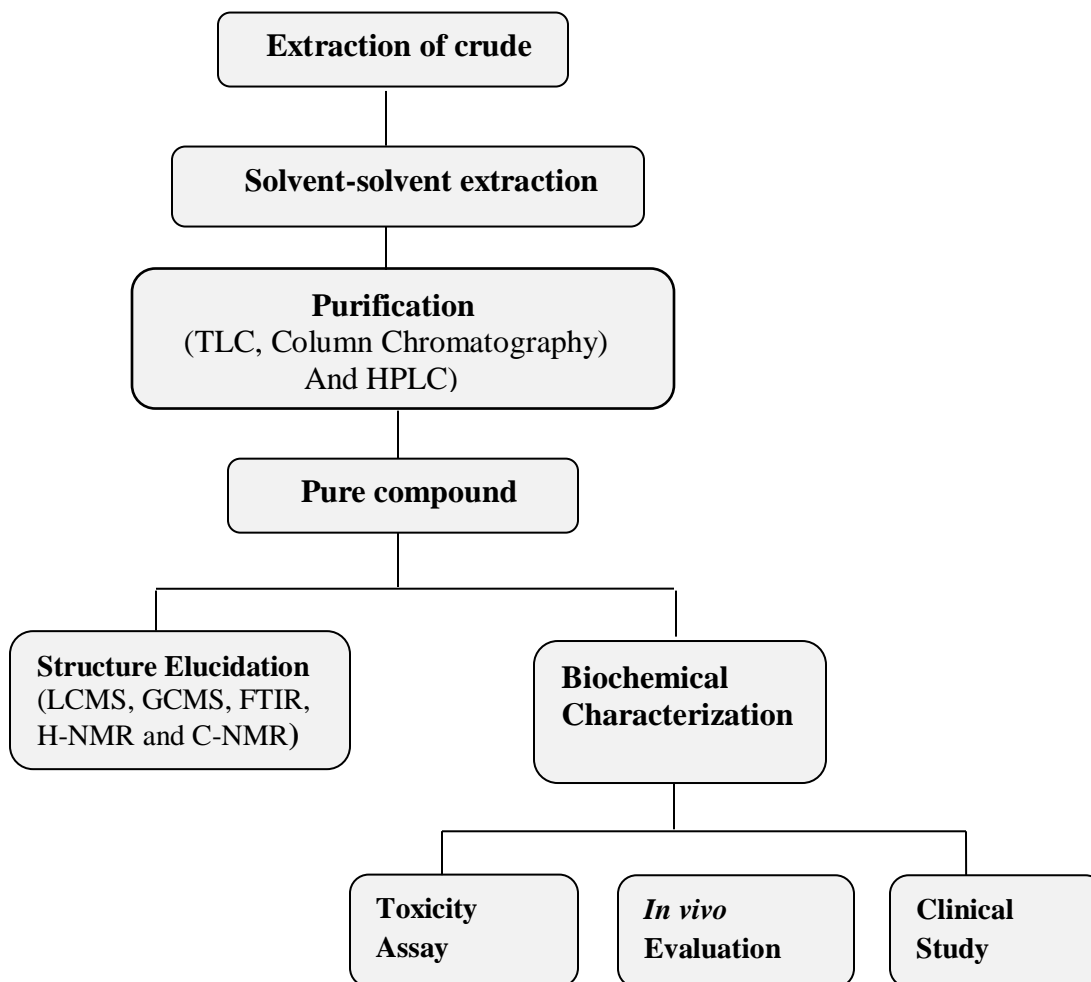 Extraction of crude
Solvent-solvent extraction
Purification
(TLC, Column Chromatography)
And HPLC)
Pure compound
Structure Elucidation
(LCMS, GCMS, FTIR,
H-NMR and C-NMR)
Biochemical
Characterization
Toxicity
Assay
In vivo
Evaluation
Clinical
Study